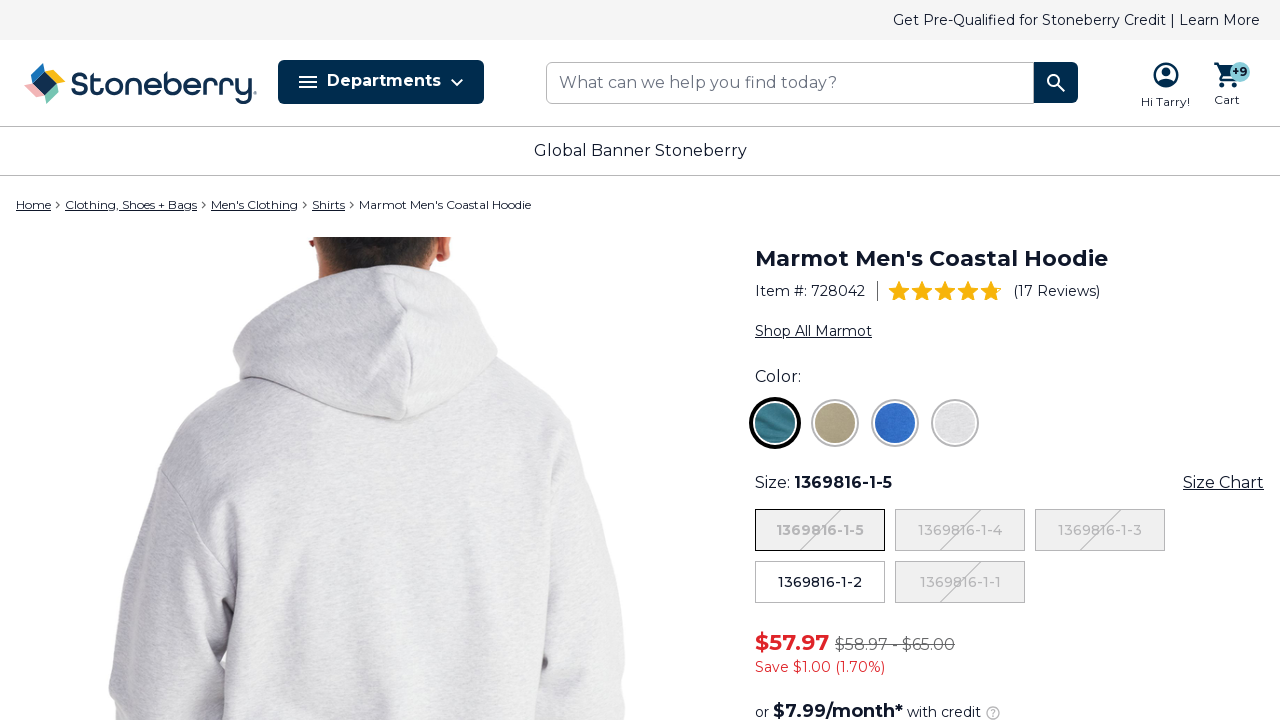 Get Pre-Qualified for Stoneberry Credit | Learn More
Stoneberry
Departments
What can we help you find today?
Hi Tarry!
+9
Cart
Global Banner Stoneberry
Home > Clothing, Shoes + Bags > Men's Clothing > Shirts > Marmot Men's Coastal Hoodie
Marmot Men's Coastal Hoodie
Item #: 728042 (17 Reviews)
Shop All Marmot
Color:
Size: 1369816-1-5 Size Chart
1369816-1-5 1369816-1-4 1369816-1-3
1369816-1-2 1369816-1-1
$57.97 $58.97 - $65.00
Save $1.00 (1.70%)
or $7.99/month* with credit ?